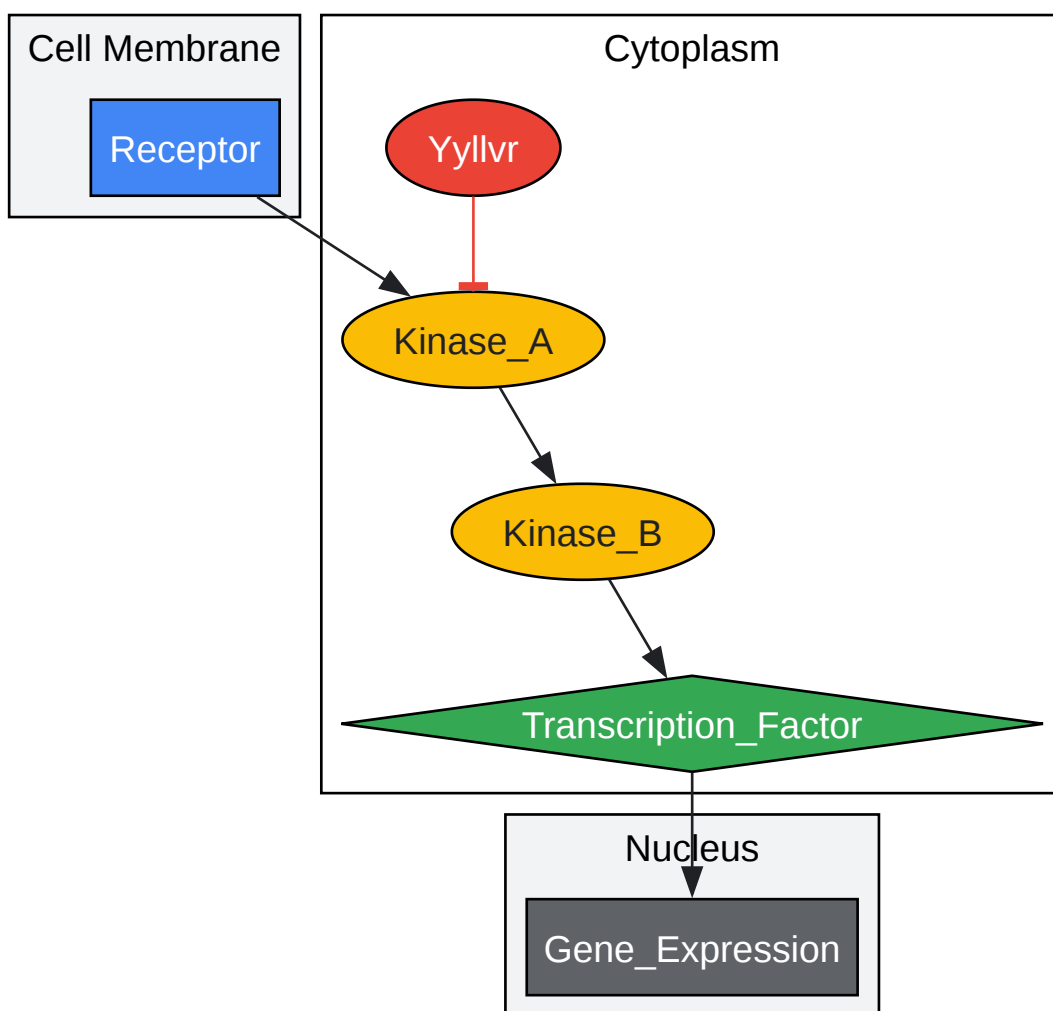 Cell Membrane
Receptor
Cytoplasm
Yyllvr
Kinase_A
Kinase_B
Transcription_Factor
Nucleus
Gene_Expression